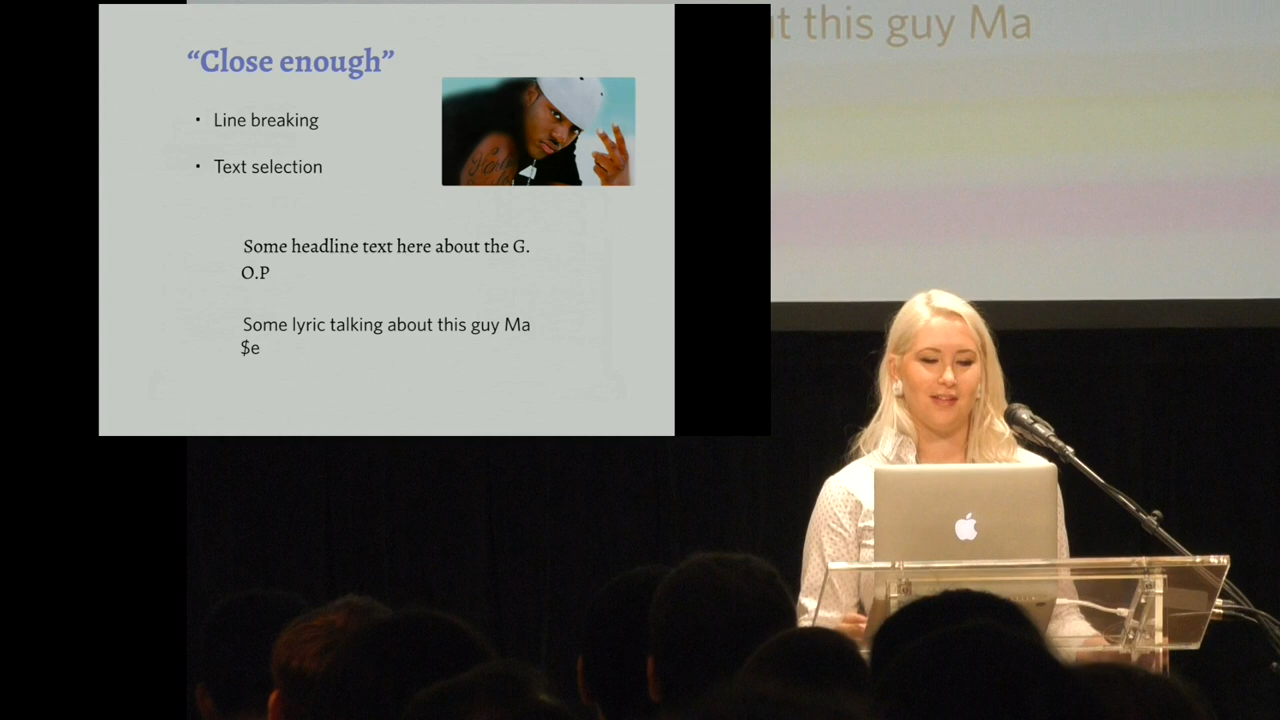 “Close enough”
• Line breaking
• Text selection
Some headline text here about the G.
O.P
Some lyric talking about this guy Ma
$e
t this guy Ma